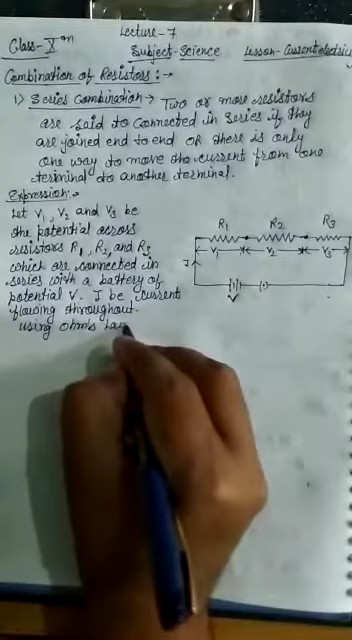 Lecture-7
Class-Xᵗʰ Subject-Science Lesson-Current electricity
Combination of Resistors:→
1) Series Combination → Two or more resistors
are said to connected in series if they
are joined end to end OR there is only
one way to move the current from one
terminal to another terminal.
Expression:→
Let V₁, V₂ and V₃ be
the potential across
resistors R₁, R₂, and R₃
which are connected in
series with a battery of
potential V. I be current
flowing throughout.
using ohm's Law
R₁ R₂ R₃
V₁ V₂ V₃
I
V